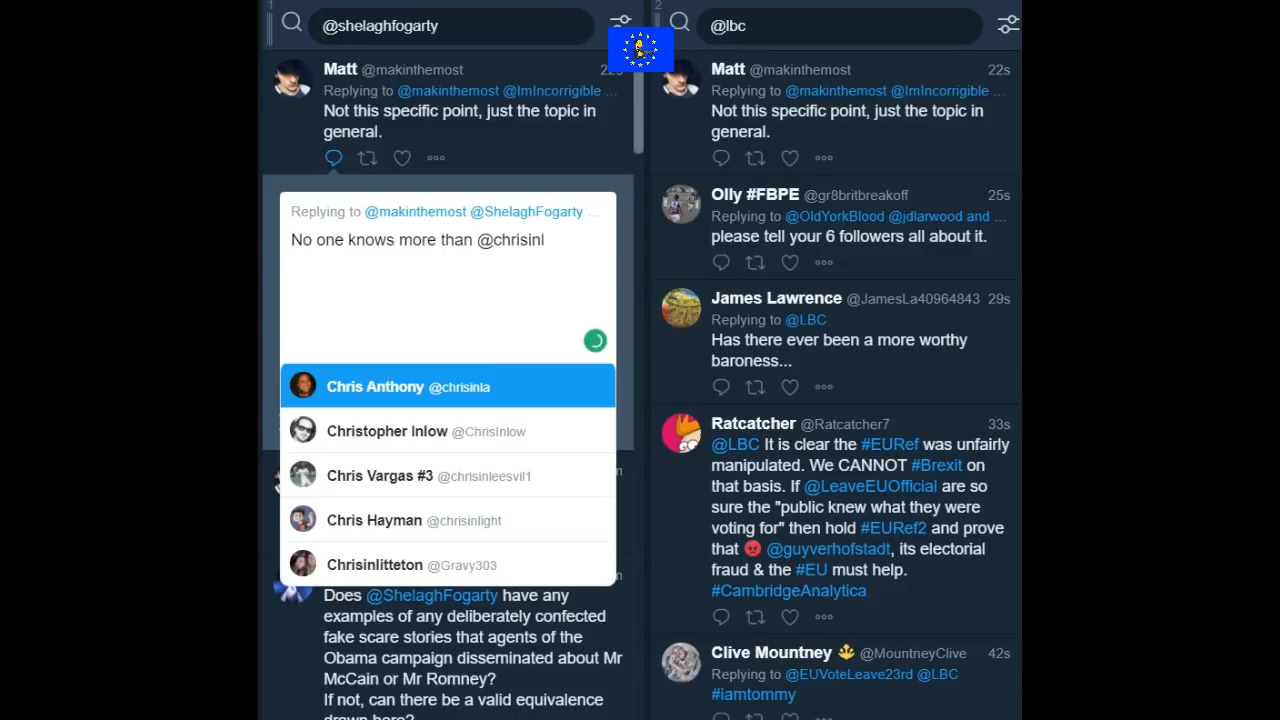 1
@shelaghfogarty
Matt @makinthemost
Replying to @makinthemost @ImIncorrigible ...
Not this specific point, just the topic in
general.
Replying to @makinthemost @ShelaghFogarty ...
No one knows more than @chrisinl
Chris Anthony @chrisinla
Christopher Inlow @ChrisInlow
Chris Vargas #3 @chrisinleesvil1
Chris Hayman @chrisinlight
Chrisinlitteton @Gravy303
Does @ShelaghFogarty have any
examples of any deliberately confected
fake scare stories that agents of the
Obama campaign disseminated about Mr
McCain or Mr Romney?
If not, can there be a valid equivalence
drawn here?
2
@lbc
Matt @makinthemost 22s
Replying to @makinthemost @ImIncorrigible ...
Not this specific point, just the topic in
general.
Olly #FBPE @gr8britbreakoff 25s
Replying to @OldYorkBlood @jdlarwood and ...
please tell your 6 followers all about it.
James Lawrence @JamesLa40964843 29s
Replying to @LBC
Has there ever been a more worthy
baroness...
Ratcatcher @Ratcatcher7 33s
@LBC It is clear the #EURef was unfairly
manipulated. We CANNOT #Brexit on
that basis. If @LeaveEUOfficial are so
sure the "public knew what they were
voting for" then hold #EURef2 and prove
that 😡 @guyverhofstadt, its electorial
fraud & the #EU must help.
#CambridgeAnalytica
Clive Mountney @MountneyClive 42s
Replying to @EUVoteLeave23rd @LBC
#iamtommy